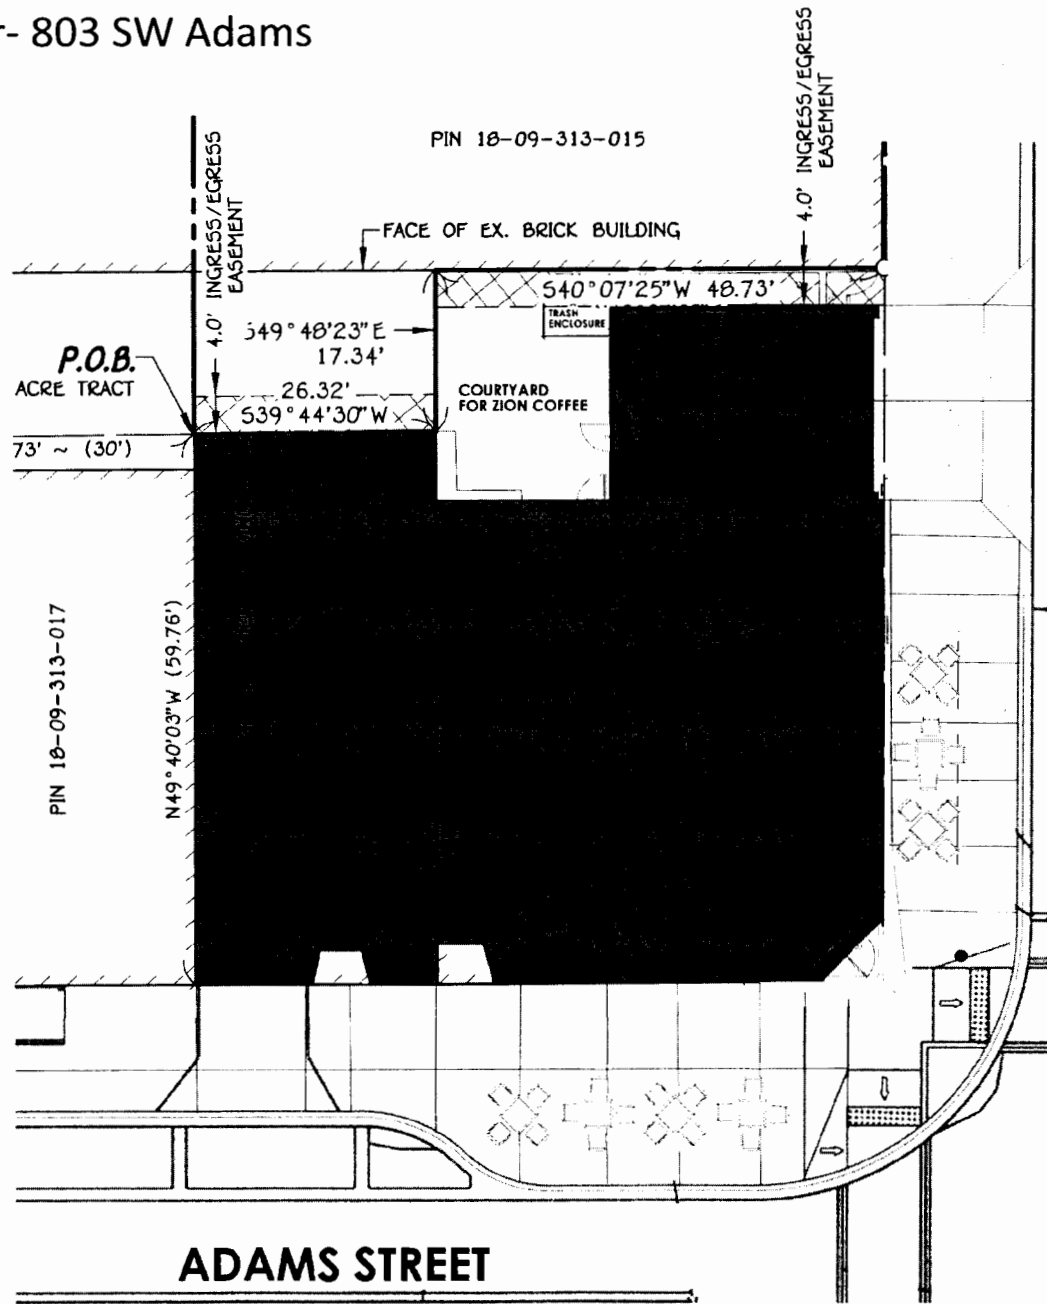 r- 803 SW Adams
PIN 18-09-313-015
4.0' INGRESS/EGRESS
EASEMENT
4.0' INGRESS/EGRESS
EASEMENT
FACE OF EX. BRICK BUILDING
S40°07'25"W 48.73'
TRASH
ENCLOSURE
S49°48'23"E
17.34'
P.O.B.
ACRE TRACT
26.32'
S39°44'30"W
COURTYARD
FOR ZION COFFEE
73' ~ (30')
PIN 18-09-313-017
N49°40'03"W (59.76')
ADAMS STREET